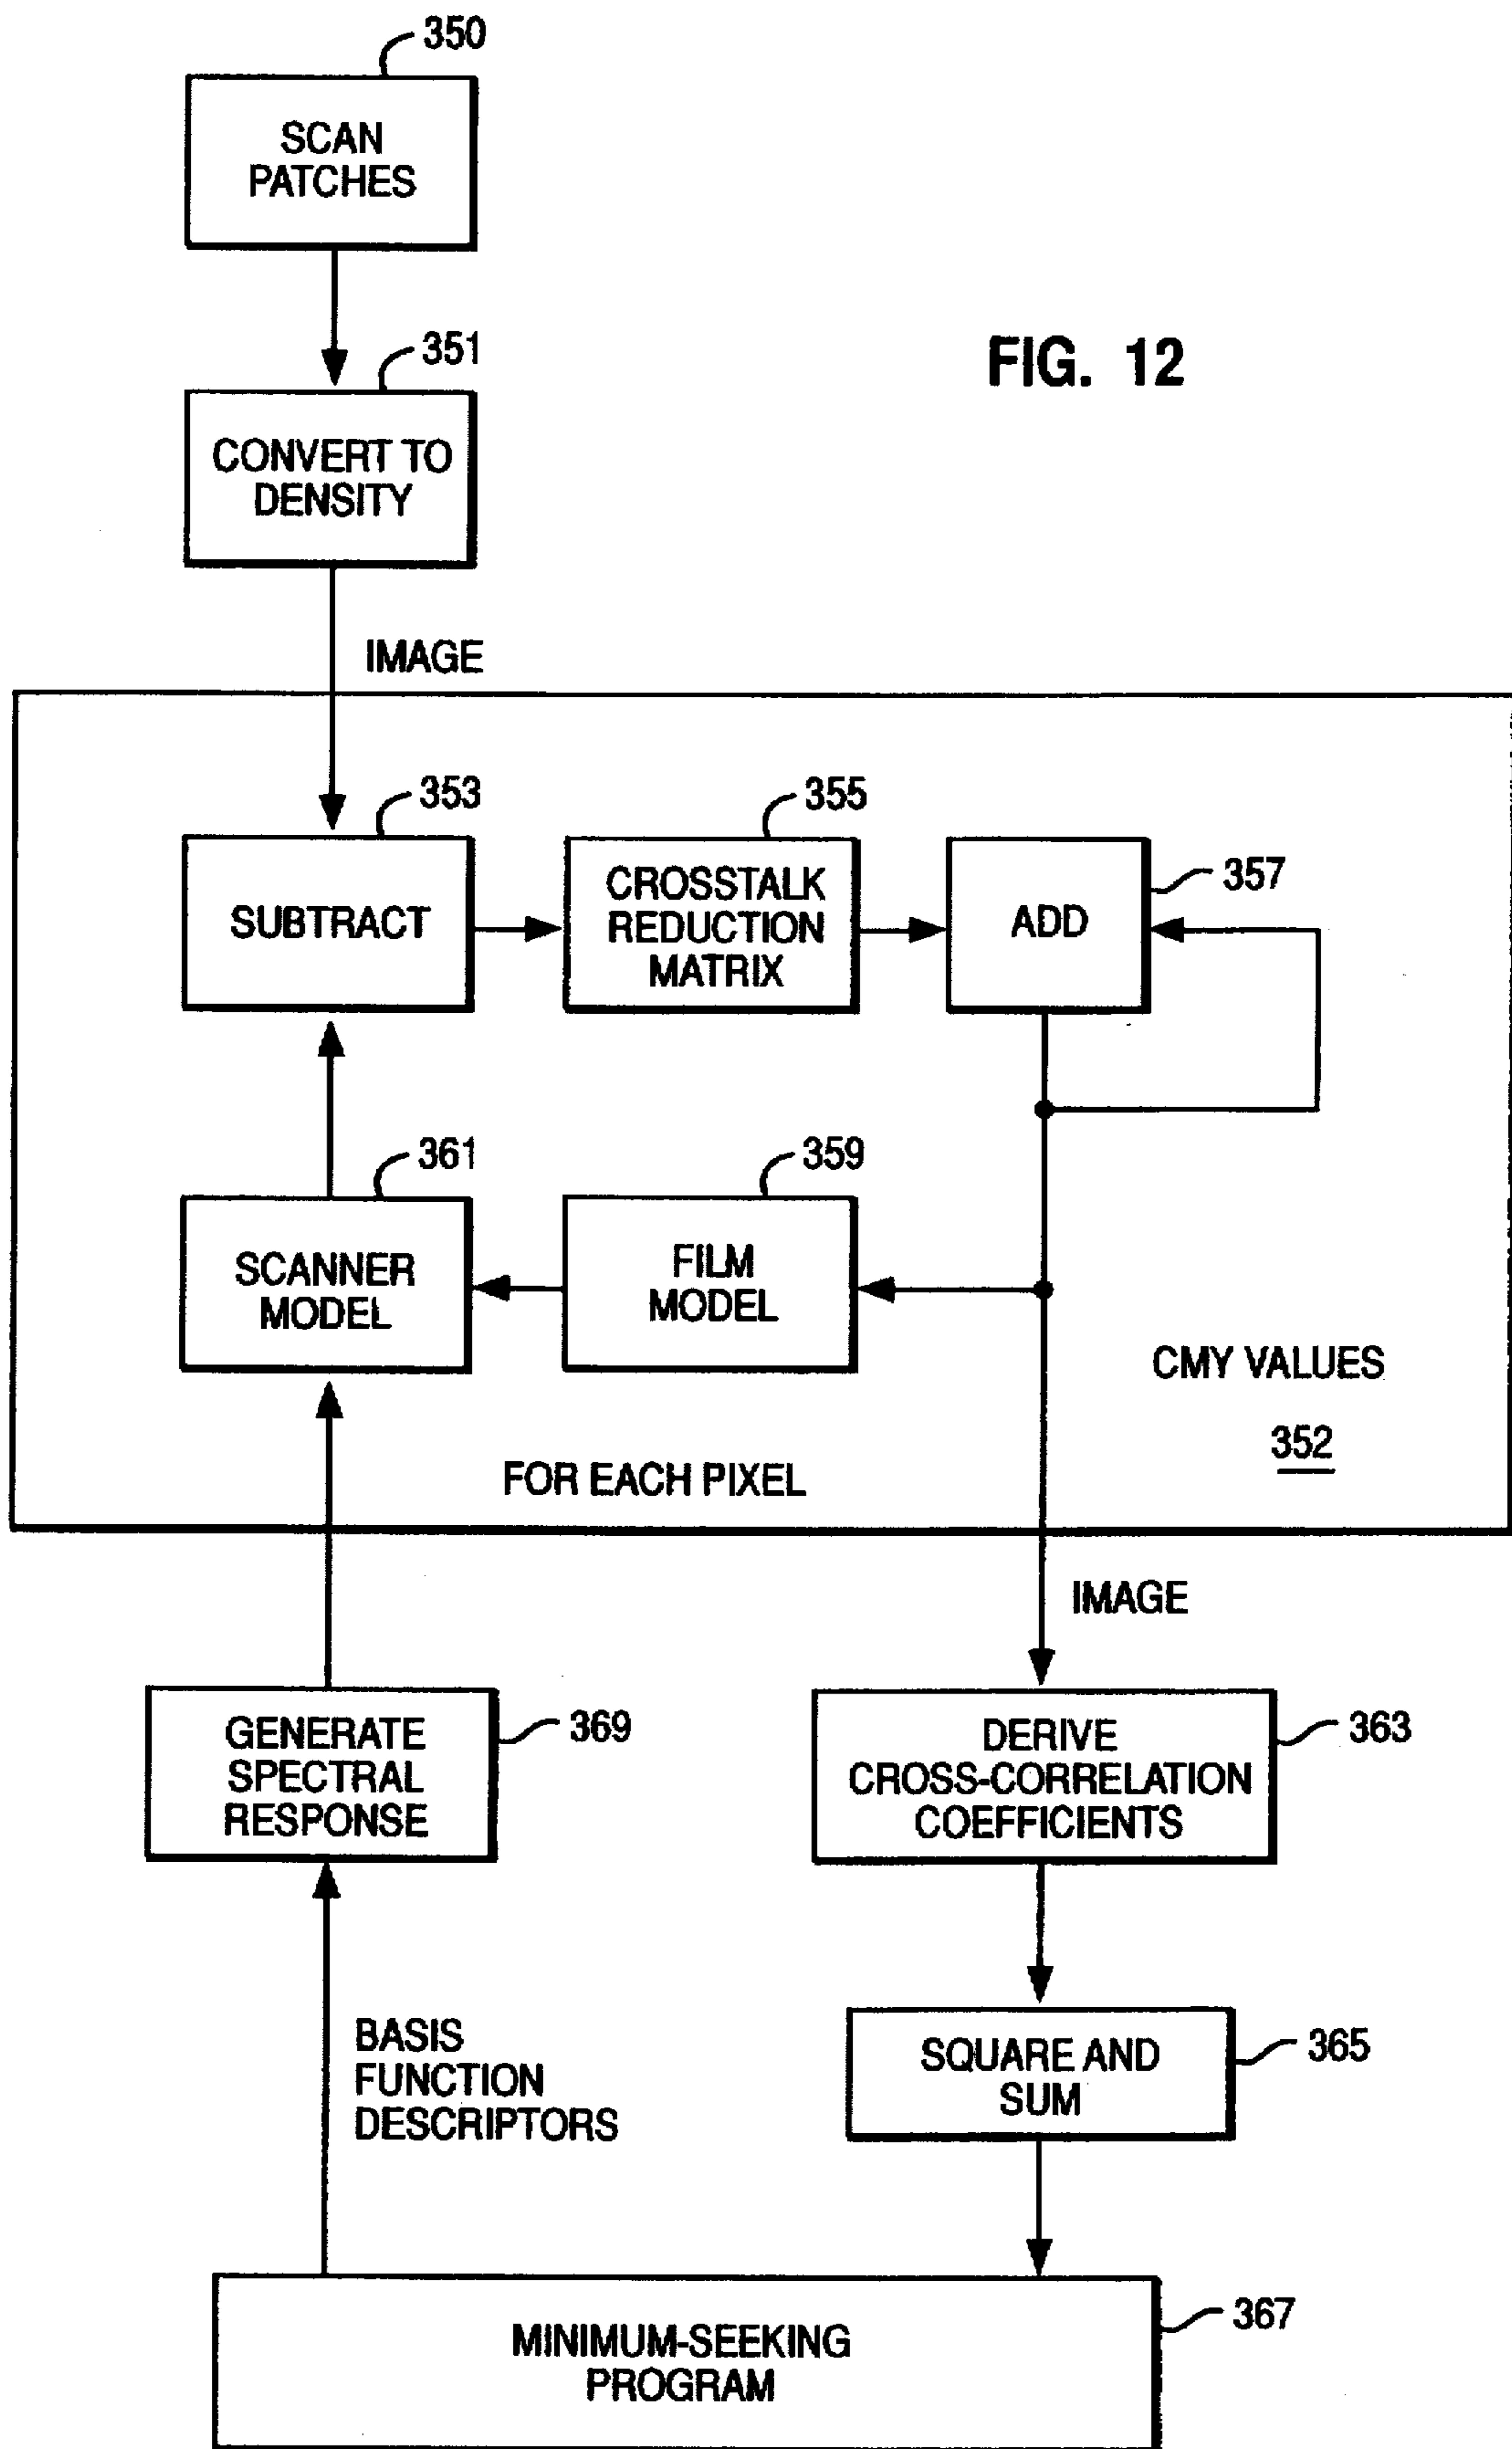 350
SCAN
PATCHES
351
FIG. 12
CONVERT TO
DENSITY
IMAGE
353
355
357
SUBTRACT
CROSSTALK
REDUCTION
MATRIX
ADD
361
359
SCANNER
MODEL
FILM
MODEL
CMY VALUES
352
FOR EACH PIXEL
IMAGE
GENERATE
SPECTRAL
RESPONSE
369
DERIVE
CROSS-CORRELATION
COEFFICIENTS
363
BASIS
FUNCTION
DESCRIPTORS
SQUARE AND
SUM
365
MINIMUM-SEEKING
PROGRAM
367